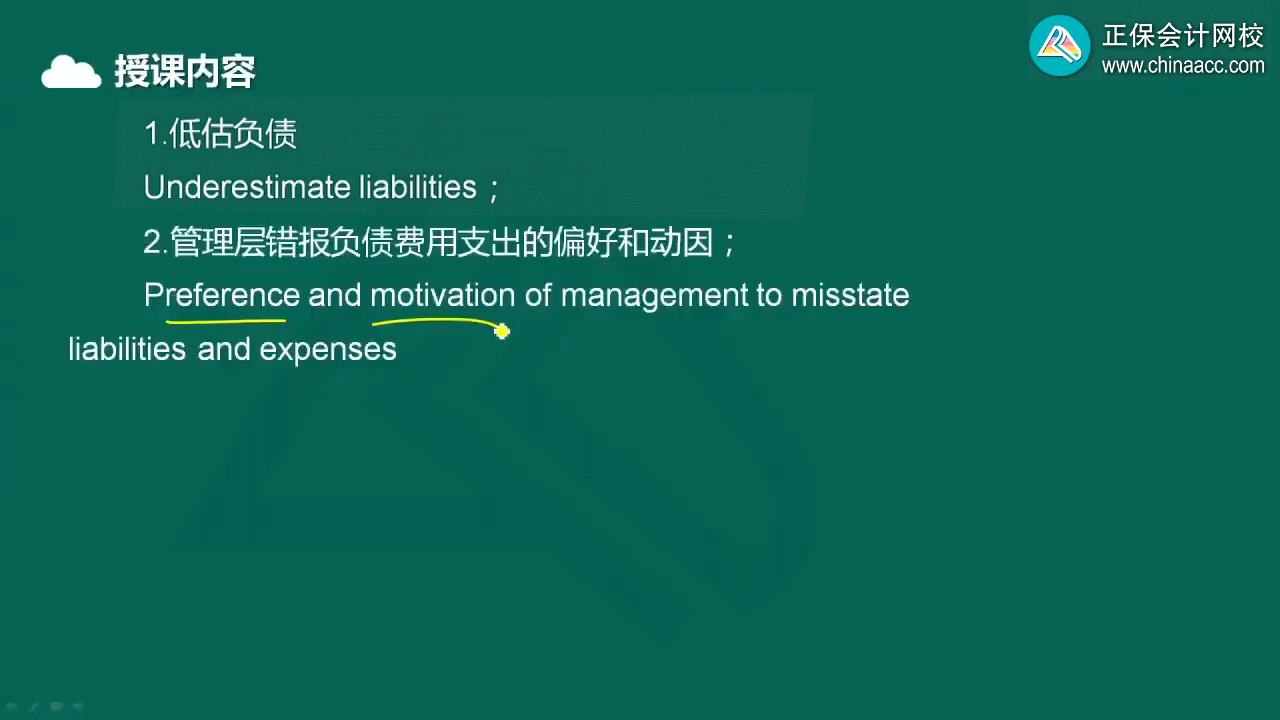 正保会计网校
www.chinaacc.com
授课内容
1.低估负债
Underestimate liabilities；
2.管理层错报负债费用支出的偏好和动因；
Preference and motivation of management to misstate
liabilities and expenses